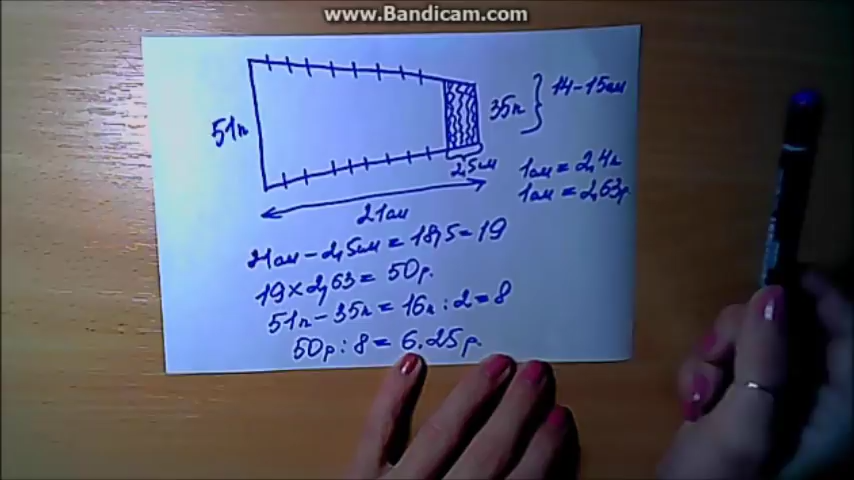 www.Bandicam.com
51п
35п
14-15см
2,5см
1см = 2,4п
1см = 2,63р.
21см
21см - 2,5см = 18,5 = 19
19 × 2,63 = 50р.
51п - 35п = 16п : 2 = 8
50р : 8 = 6.25р.